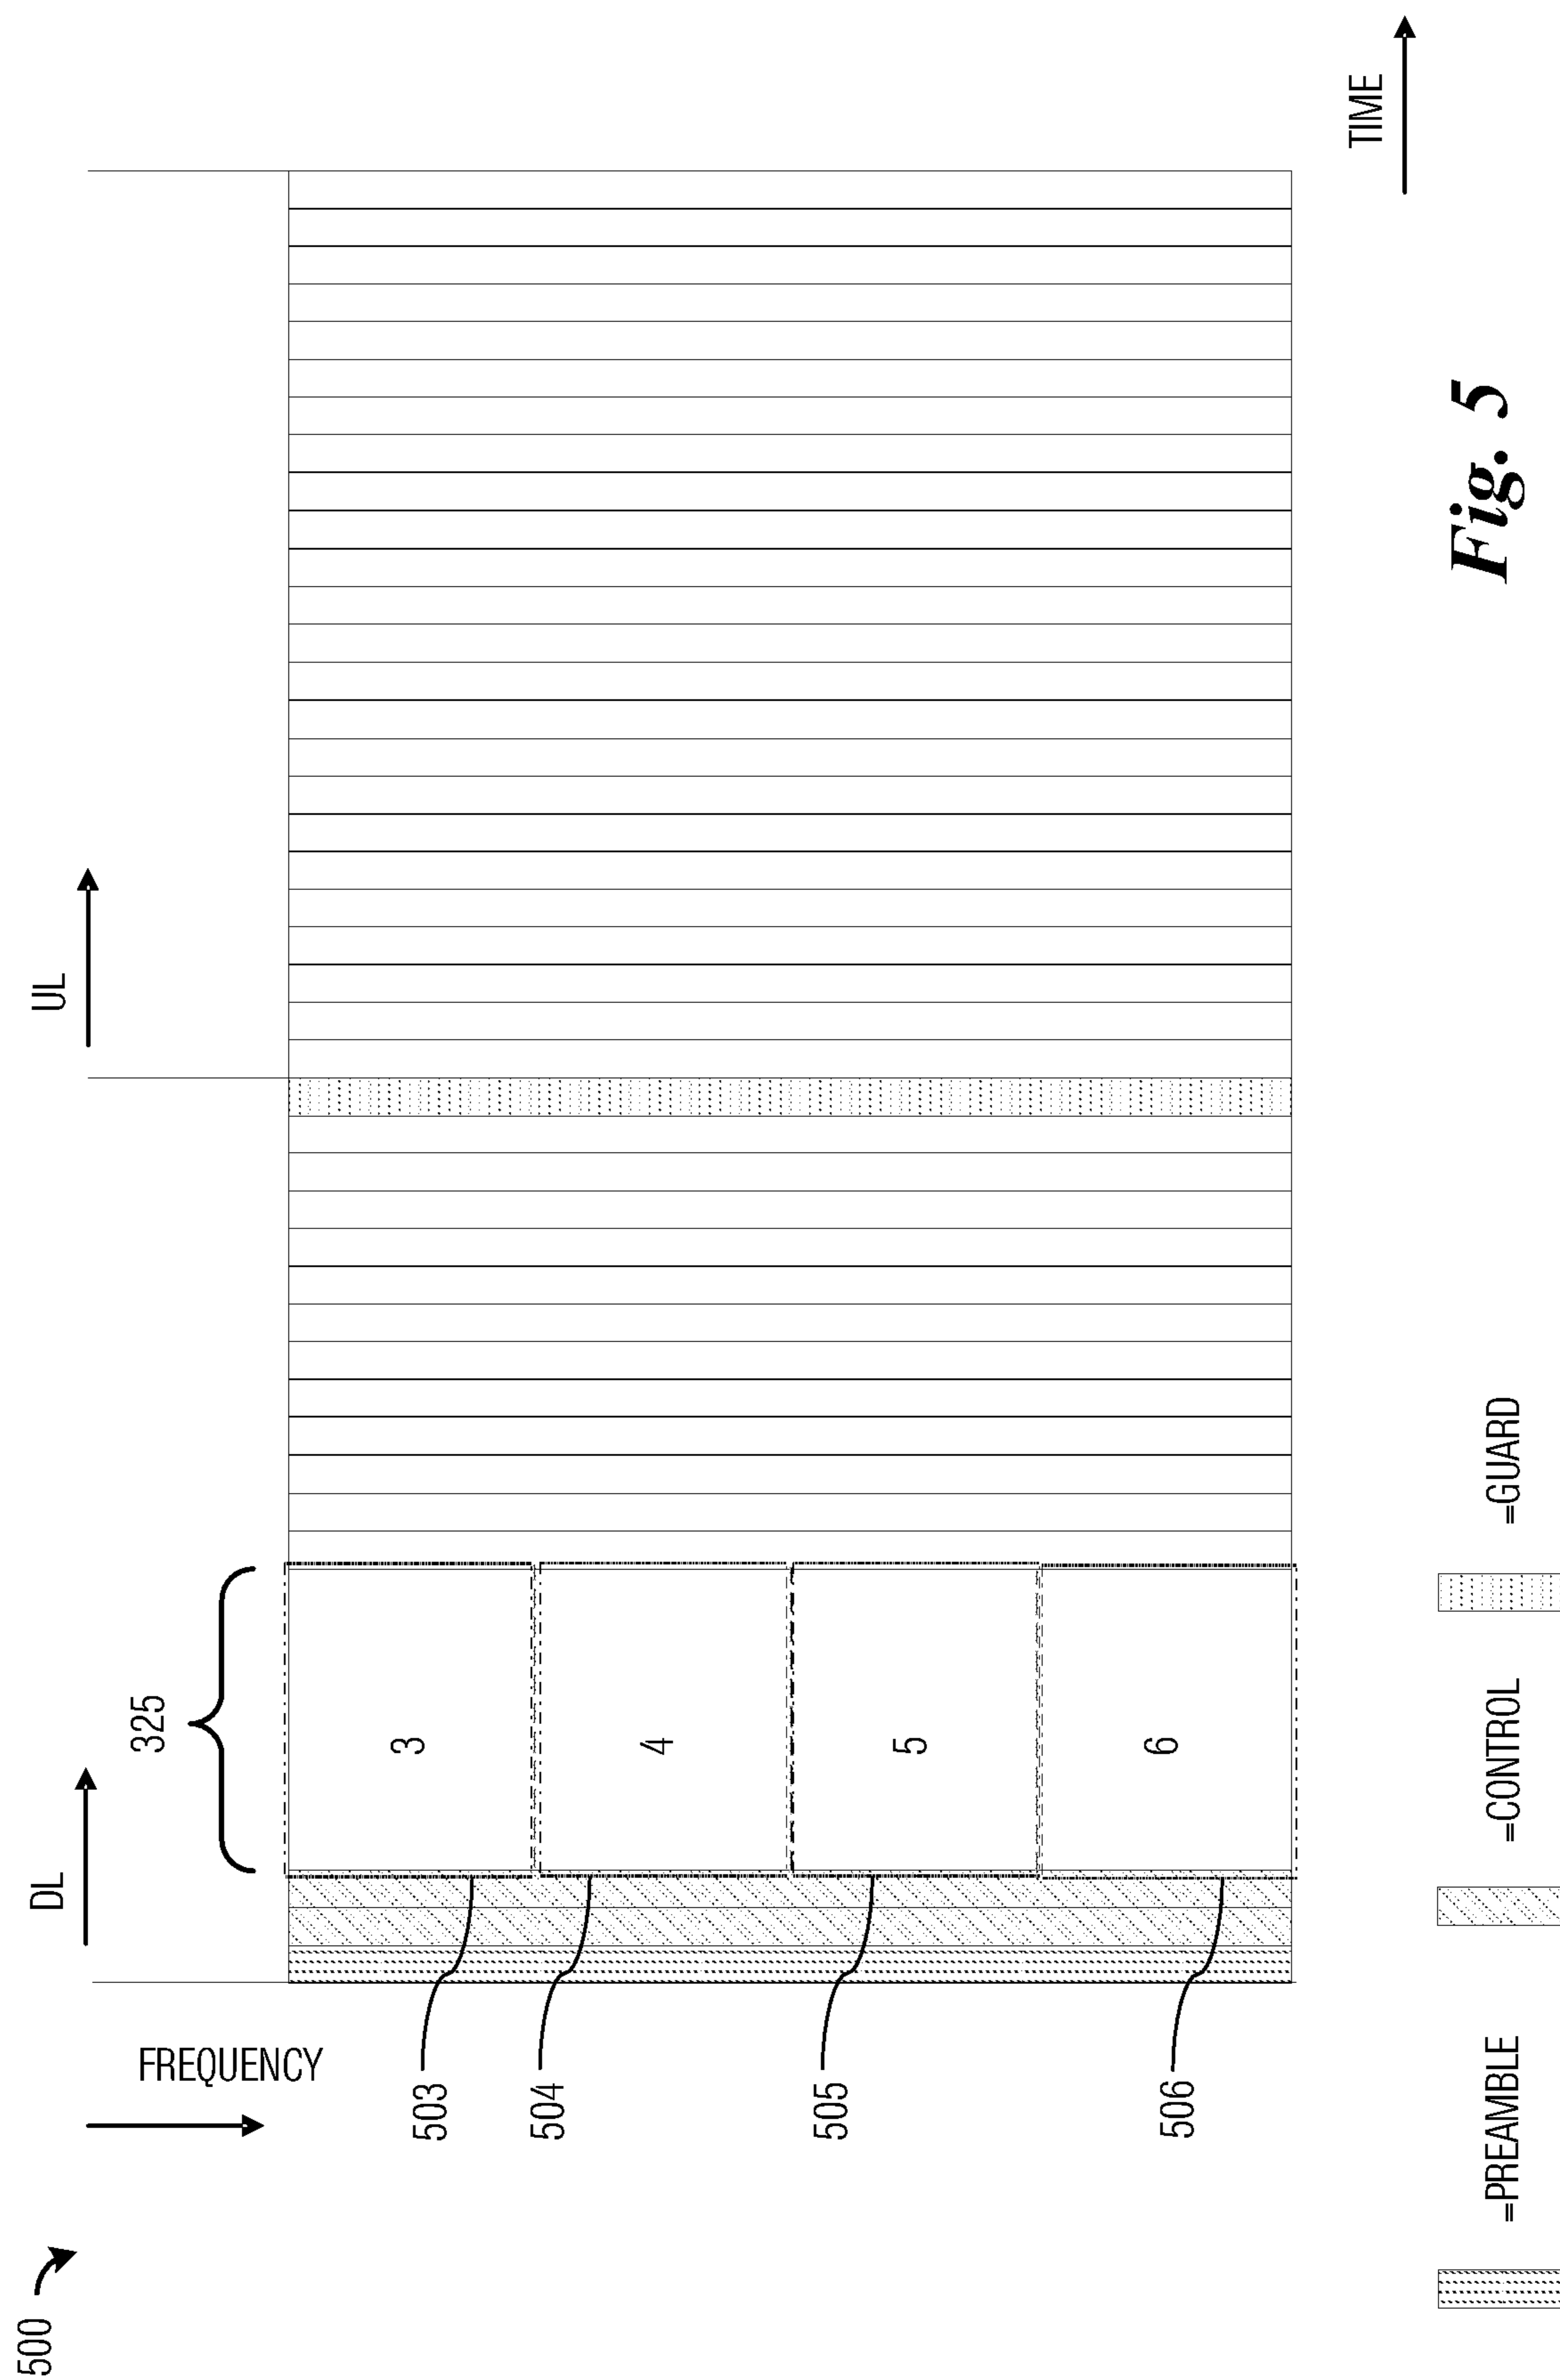 500
DL
UL
325
FREQUENCY
503
504
505
506
3
4
5
6
TIME
=PREAMBLE
=CONTROL
=GUARD
Fig. 5